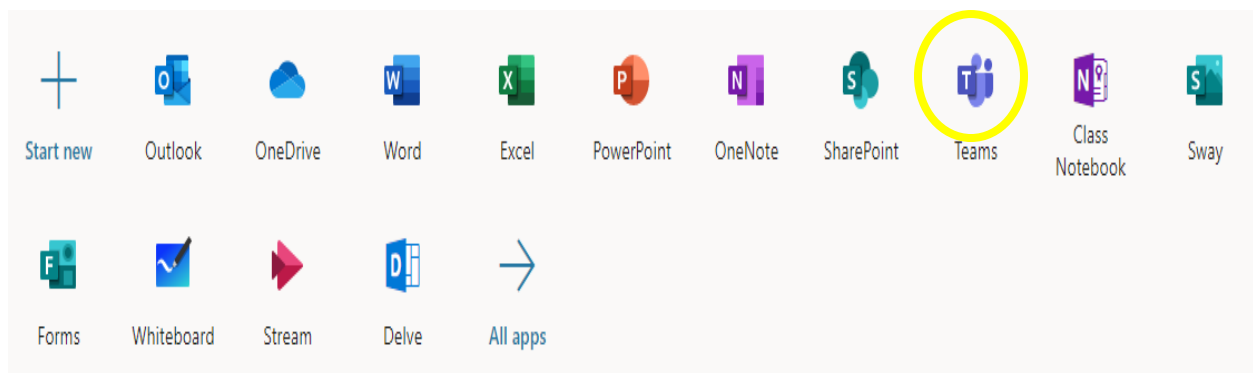 Start new
Outlook
OneDrive
Word
Excel
PowerPoint
OneNote
SharePoint
Teams
Class
Notebook
Sway
Forms
Whiteboard
Stream
Delve
All apps